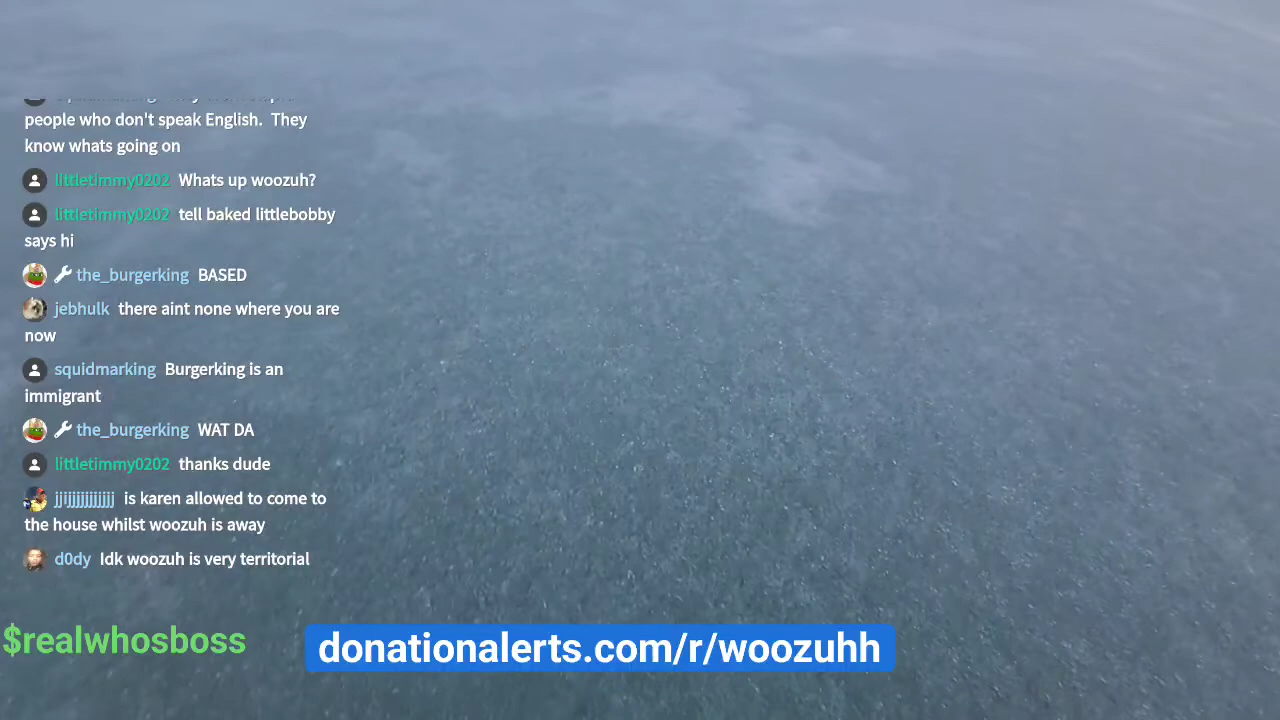 people who don't speak English. They
know whats going on
littletimmy0202 Whats up woozuh?
littletimmy0202 tell baked littlebobby
says hi
the_burgerking BASED
jebhulk there aint none where you are
now
squidmarking Burgerking is an
immigrant
the_burgerking WAT DA
littletimmy0202 thanks dude
is karen allowed to come to
the house whilst woozuh is away
d0dy Idk woozuh is very territorial
$realwhosboss
donationalerts.com/r/woozuhh